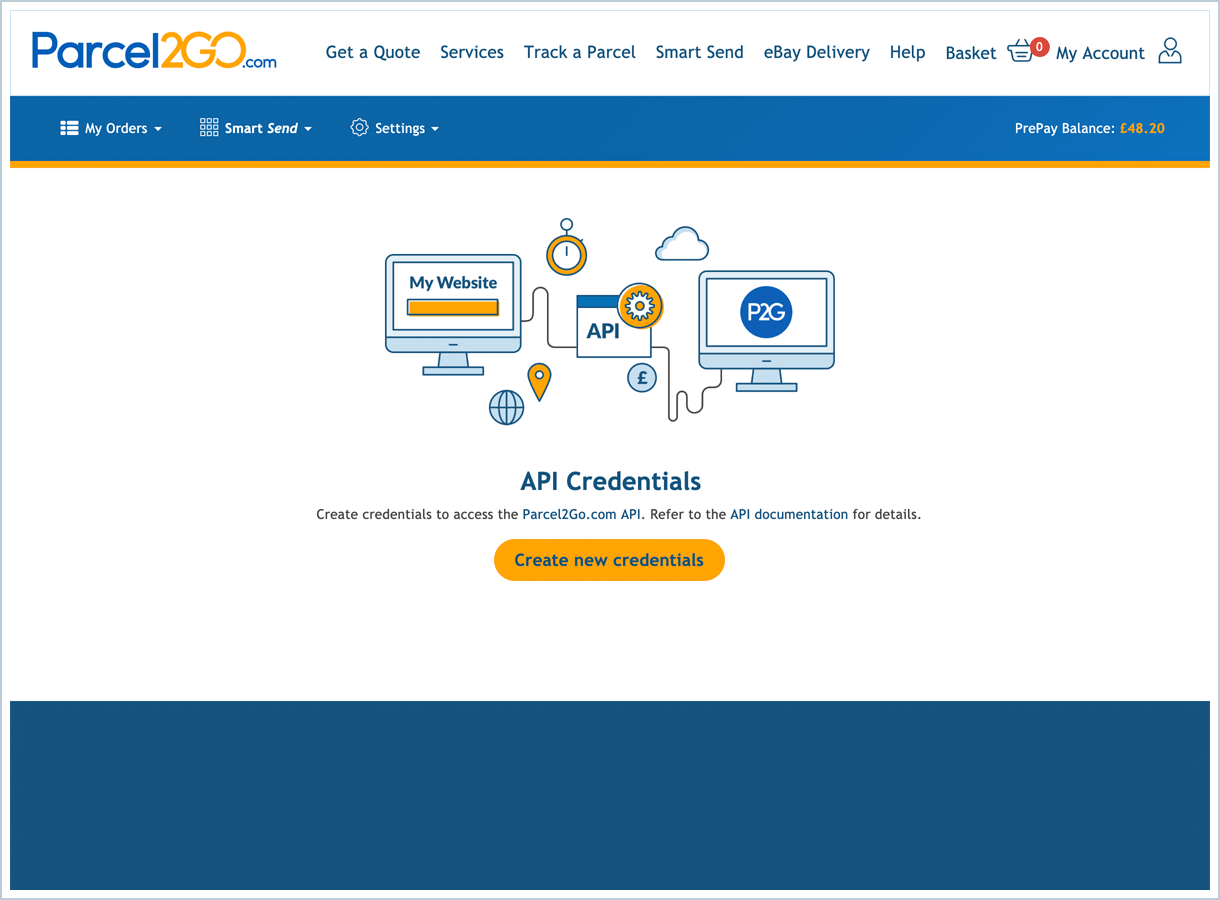 Parcel2GO.com
Get a Quote Services Track a Parcel Smart Send eBay Delivery Help Basket 0 My Account
My Orders Smart Send Settings PrePay Balance: £48.20
My Website
P2G
API
£
API Credentials
Create credentials to access the Parcel2Go.com API. Refer to the API documentation for details.
Create new credentials